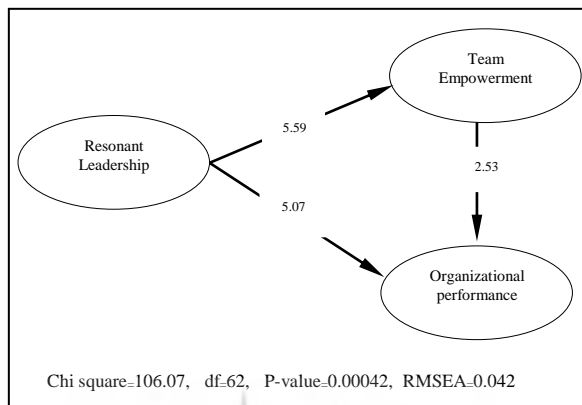 Team
Empowerment
5.59
Resonant
Leadership
2.53
5.07
Organizational
performance
Chi square=106.07, df=62, P-value=0.00042, RMSEA=0.042